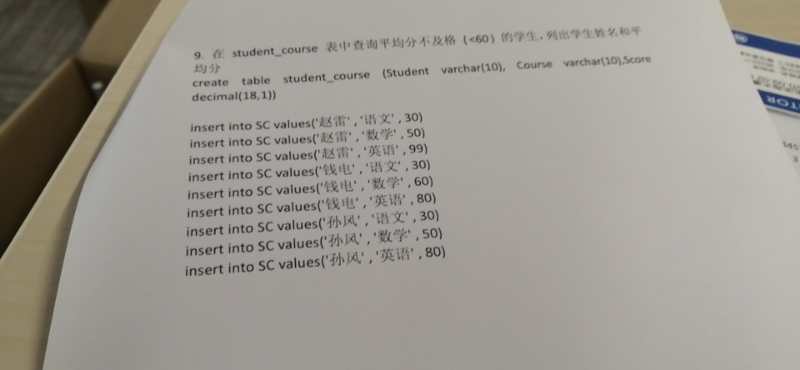 9. 在 student_course 表中查询平均分不及格（<60）的学生，列出学生姓名和平
均分
create table student_course (Student varchar(10), Course varchar(10),Score
decimal(18,1))
insert into SC values('赵雷' , '语文' , 30)
insert into SC values('赵雷' , '数学' , 50)
insert into SC values('赵雷' , '英语' , 99)
insert into SC values('钱电' , '语文' , 30)
insert into SC values('钱电' , '数学' , 60)
insert into SC values('钱电' , '英语' , 80)
insert into SC values('孙风' , '语文' , 30)
insert into SC values('孙风' , '数学' , 50)
insert into SC values('孙风' , '英语' , 80)